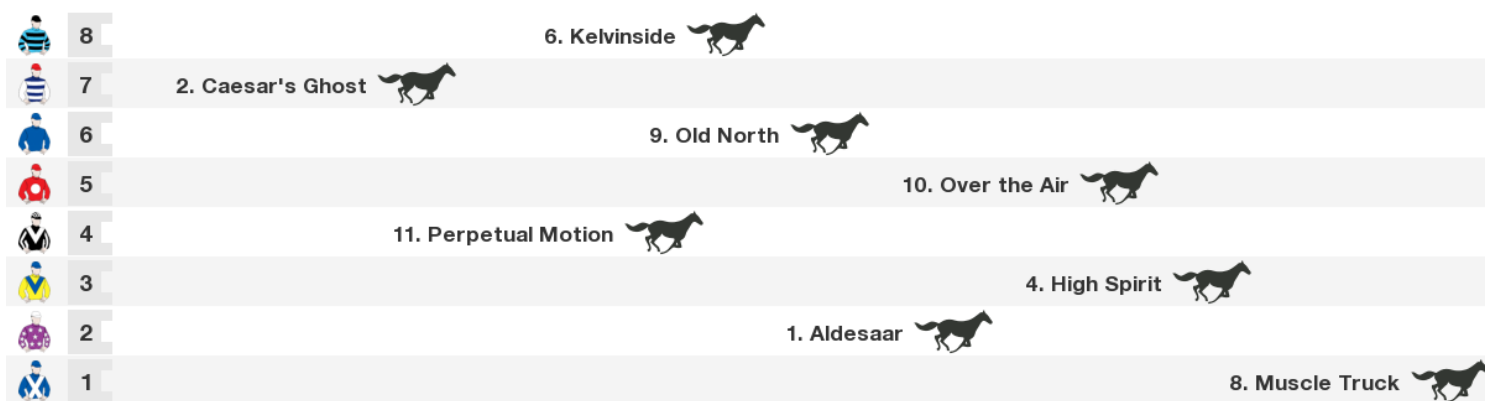 8 6. Kelvinside
7 2. Caesar's Ghost
6 9. Old North
5 10. Over the Air
4 11. Perpetual Motion
3 4. High Spirit
2 1. Aldesaar
1 8. Muscle Truck